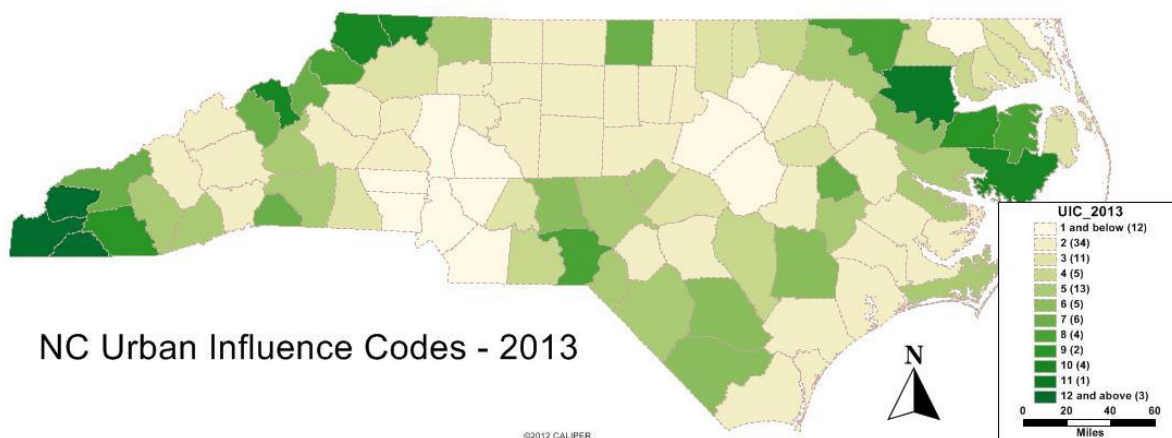 NC Urban Influence Codes - 2013
N
©2012 CALIPER
UIC_2013
1 and below (12)
2 (34)
3 (11)
4 (5)
5 (13)
6 (5)
7 (6)
8 (4)
9 (2)
10 (4)
11 (1)
12 and above (3)
0 20 40 60
Miles